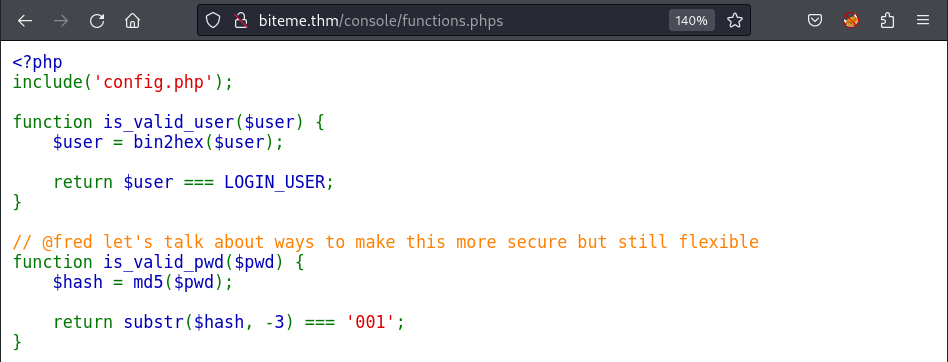 biteme.thm/console/functions.phps
140%
<?php
include('config.php');
function is_valid_user($user) {
    $user = bin2hex($user);
    return $user === LOGIN_USER;
}
// @fred let's talk about ways to make this more secure but still flexible
function is_valid_pwd($pwd) {
    $hash = md5($pwd);
    return substr($hash, -3) === '001';
}